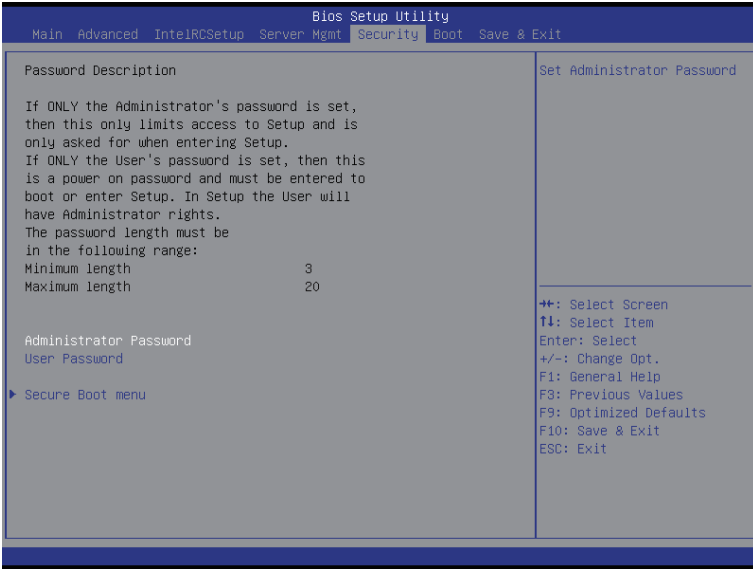 Bios Setup Utility
Main Advanced IntelRCSetup Server Mgmt Security Boot Save & Exit
Password Description
If ONLY the Administrator's password is set,
then this only limits access to Setup and is
only asked for when entering Setup.
If ONLY the User's password is set, then this
is a power on password and must be entered to
boot or enter Setup. In Setup the User will
have Administrator rights.
The password length must be
in the following range:
Minimum length 3
Maximum length 20
Administrator Password
User Password
Secure Boot menu
Set Administrator Password
→←: Select Screen
↑↓: Select Item
Enter: Select
+/-: Change Opt.
F1: General Help
F3: Previous Values
F9: Optimized Defaults
F10: Save & Exit
ESC: Exit